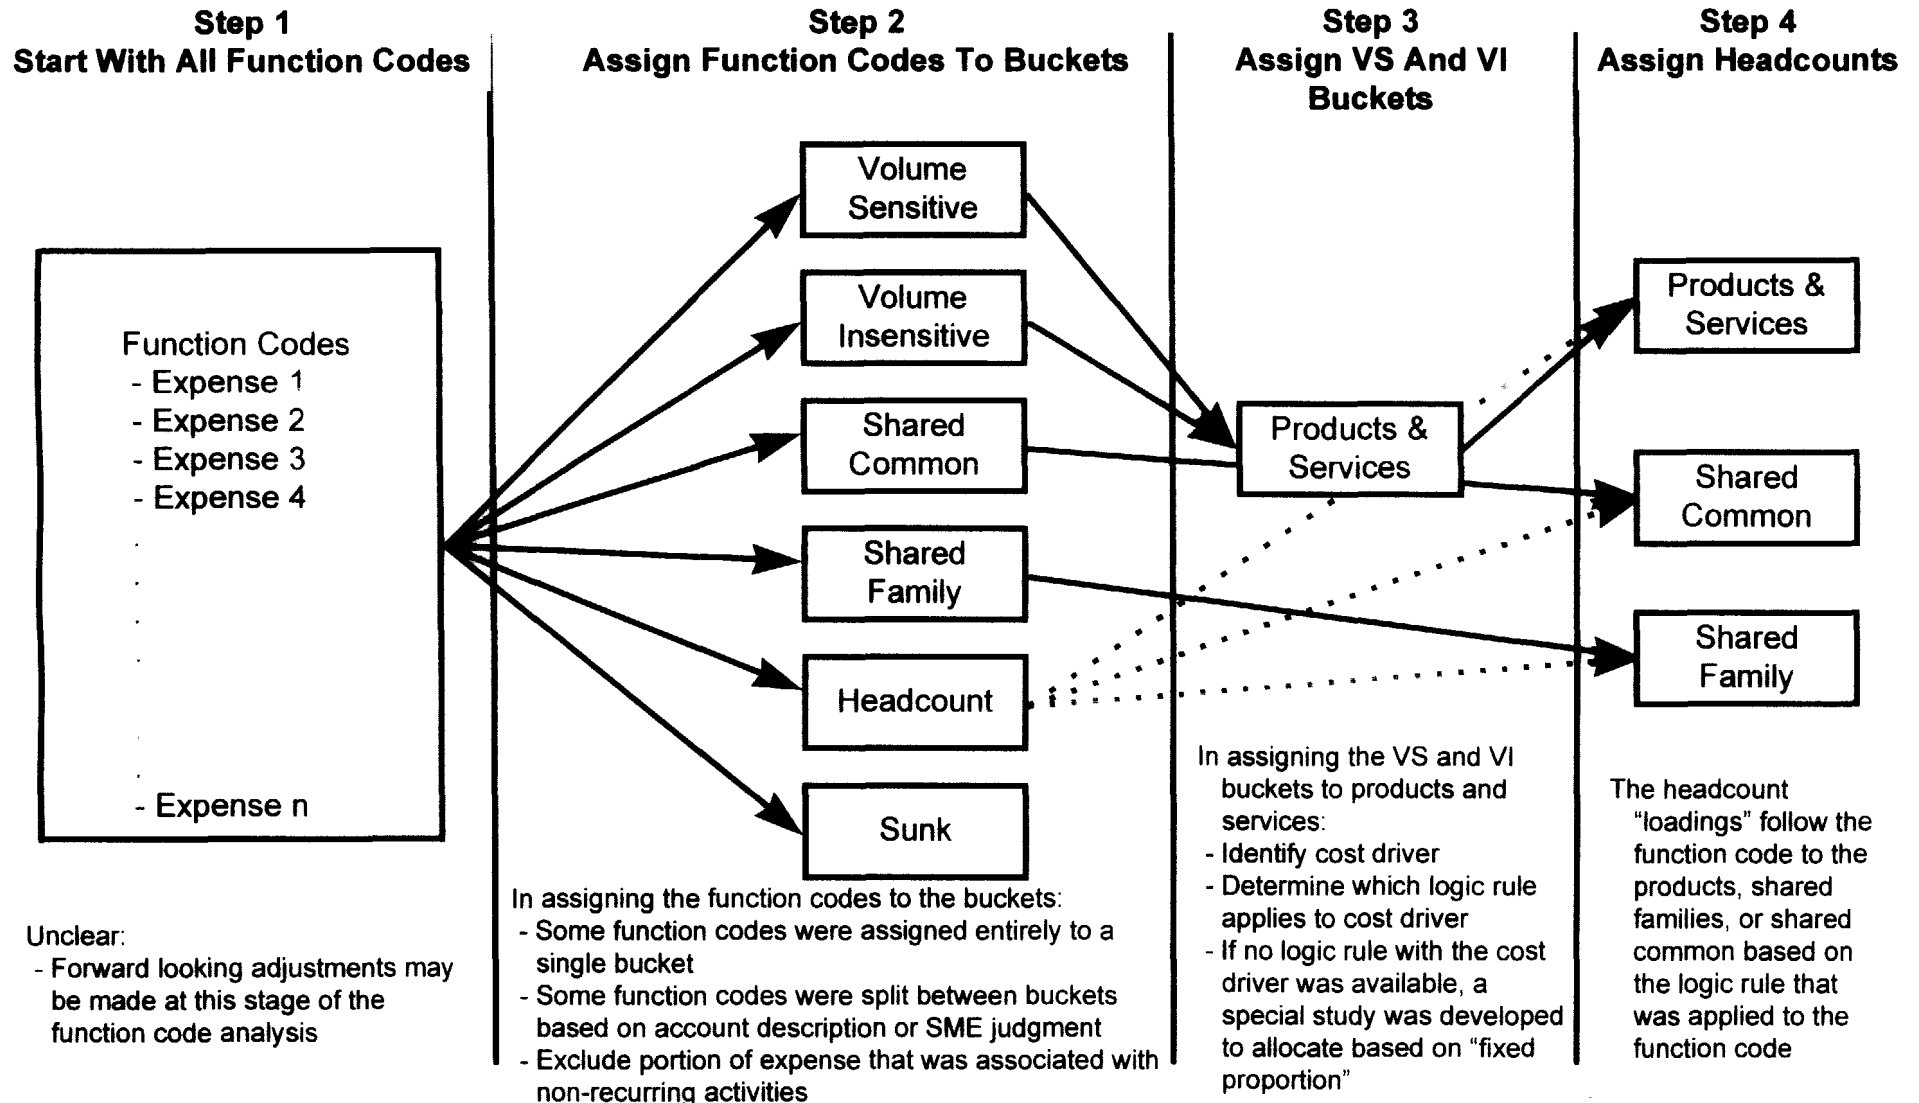 Step 1
Start With All Function Codes
Function Codes
- Expense 1
- Expense 2
- Expense 3
- Expense 4
.
.
.
.
.
.
- Expense n
Unclear:
- Forward looking adjustments may
be made at this stage of the
function code analysis
Step 2
Assign Function Codes To Buckets
Volume
Sensitive
Volume
Insensitive
Shared
Common
Shared
Family
Headcount
Sunk
In assigning the function codes to the buckets:
- Some function codes were assigned entirely to a
single bucket
- Some function codes were split between buckets
based on account description or SME judgment
- Exclude portion of expense that was associated with
non-recurring activities
Step 3
Assign VS And VI
Buckets
Products &
Services
In assigning the VS and VI
buckets to products and
services:
- Identify cost driver
- Determine which logic rule
applies to cost driver
- If no logic rule with the cost
driver was available, a
special study was developed
to allocate based on “fixed
proportion”
Step 4
Assign Headcounts
Products &
Services
Shared
Common
Shared
Family
The headcount
“loadings” follow the
function code to the
products, shared
families, or shared
common based on
the logic rule that
was applied to the
function code